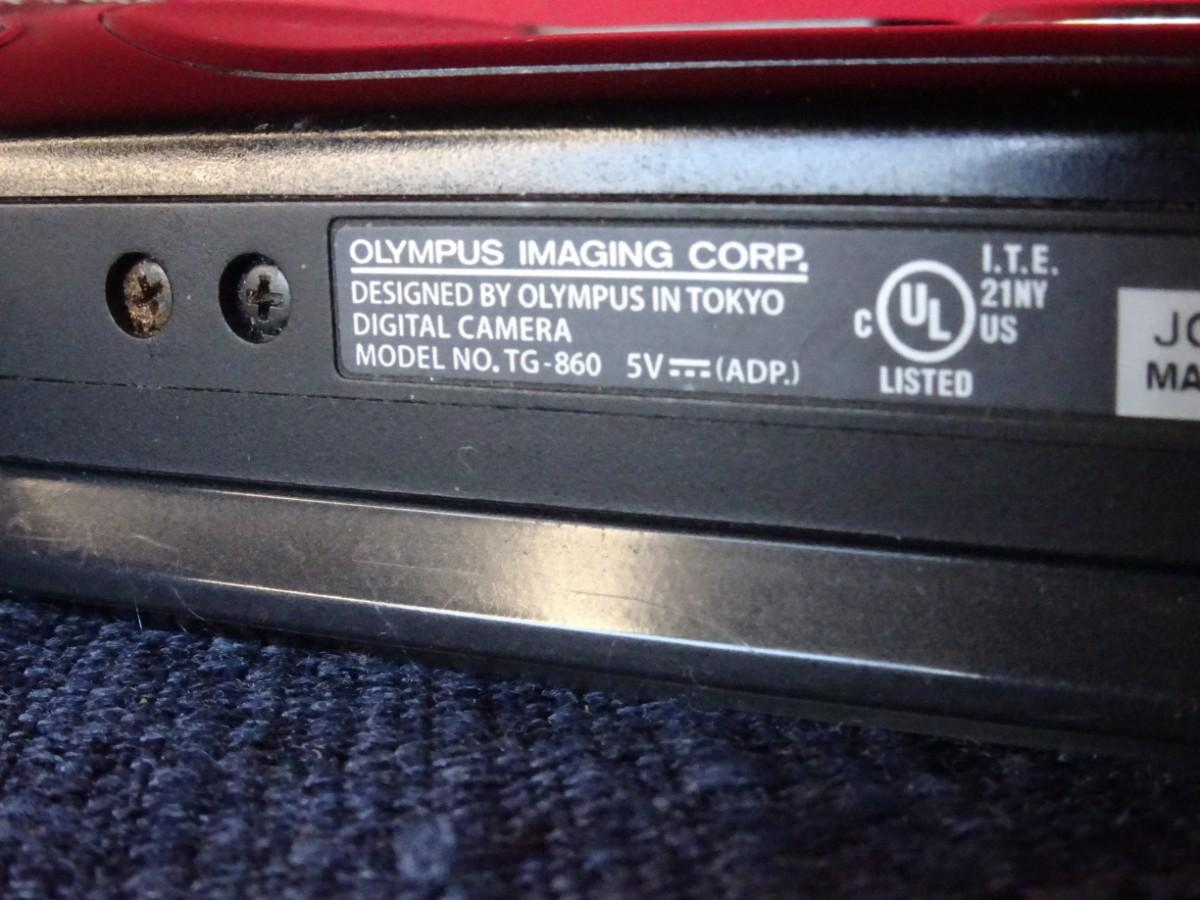 OLYMPUS IMAGING CORP.
DESIGNED BY OLYMPUS IN TOKYO
DIGITAL CAMERA
MODEL NO. TG-860 5V⎓(ADP.)
I.T.E.
21NY
C UL US
LISTED